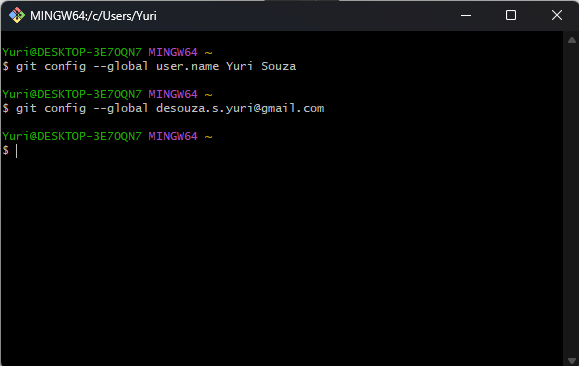 MINGW64:/c/Users/Yuri
Yuri@DESKTOP-3E7OQN7 MINGW64 ~
$ git config --global user.name Yuri Souza
Yuri@DESKTOP-3E7OQN7 MINGW64 ~
$ git config --global desouza.s.yuri@gmail.com
Yuri@DESKTOP-3E7OQN7 MINGW64 ~
$